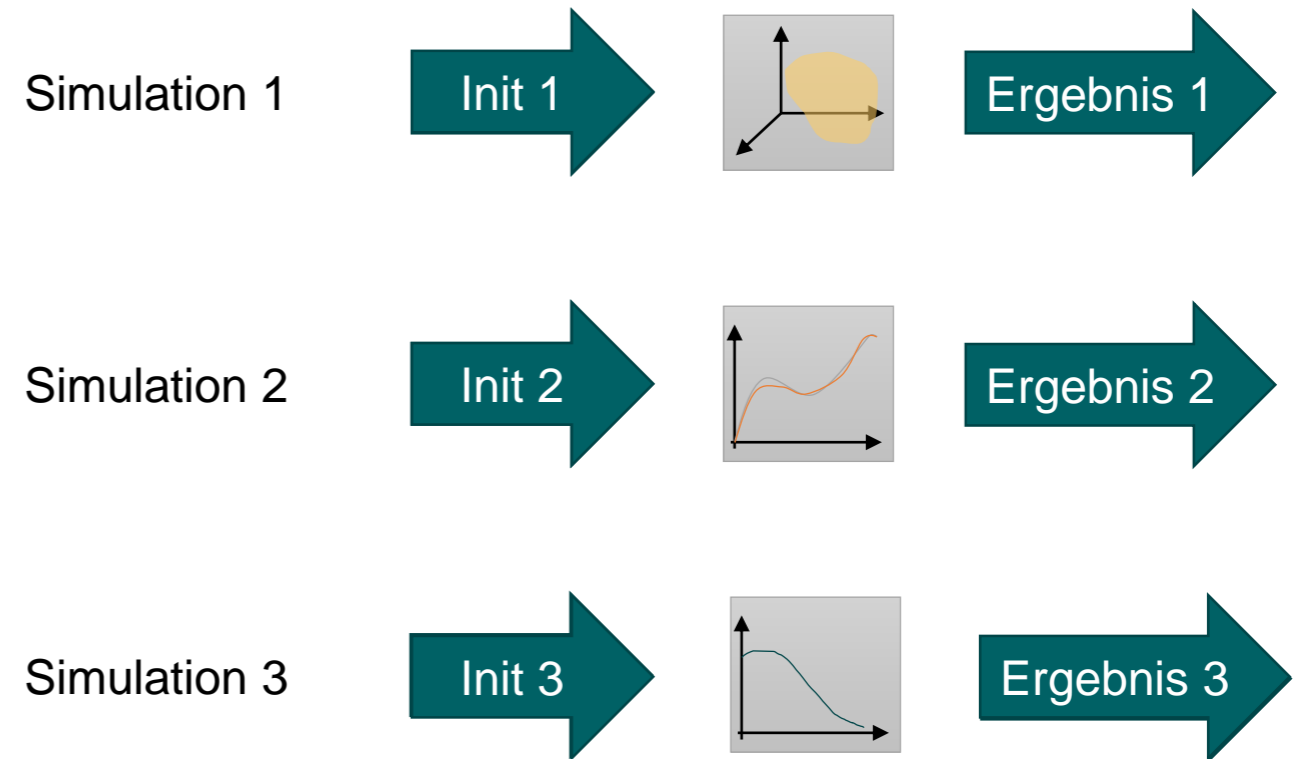 Simulation 1
Init 1
Ergebnis 1
Simulation 2
Init 2
Ergebnis 2
Simulation 3
Init 3
Ergebnis 3